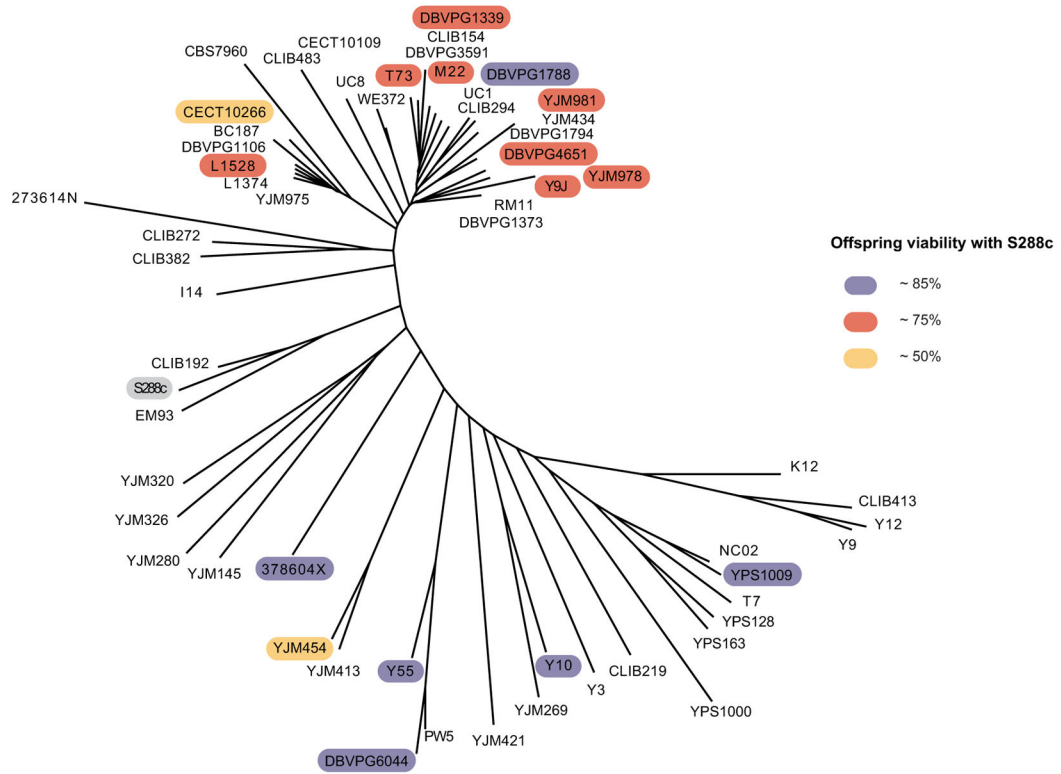 DBVPG1339
CLIB154
CECT10109
DBVPG3591
CBS7960
CLIB483
UC8
T73
M22
DBVPG1788
WE372
UC1
YJM981
CLIB294
CECT10266
YJM434
BC187
DBVPG1794
DBVPG1106
DBVPG4651
L1528
YJM978
L1374
Y9J
YJM975
RM11
273614N
DBVPG1373
CLIB272
CLIB382
I14
Offspring viability with S288c
~ 85%
~ 75%
~ 50%
CLIB192
S288c
EM93
YJM320
YJM326
YJM280
YJM145
378604X
K12
CLIB413
Y12
Y9
NC02
YPS1009
T7
YPS128
YPS163
YJM454
YJM413
Y55
Y10
CLIB219
Y3
YJM269
YPS1000
PW5
YJM421
DBVPG6044